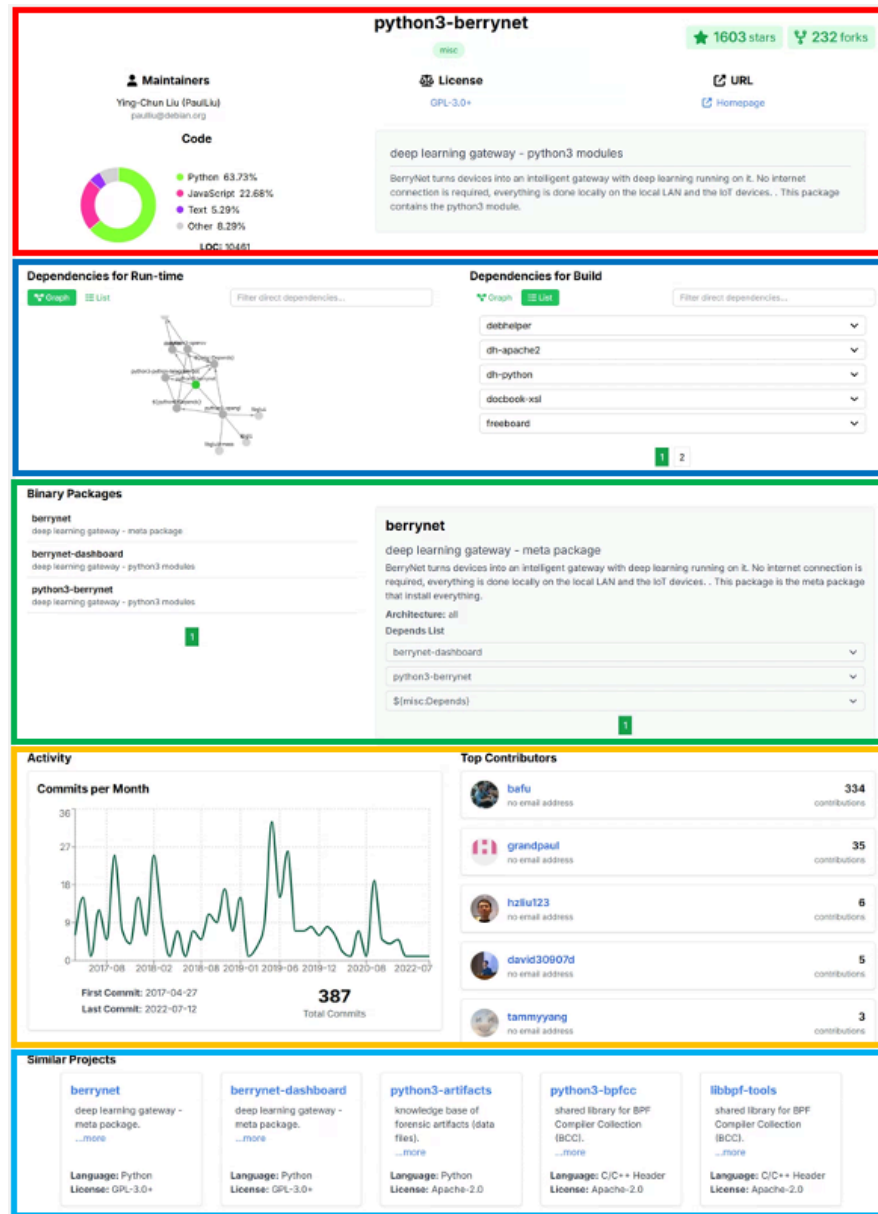 python3-berrynet
misc
1603 stars
232 forks
Maintainers
Ying-Chun Liu (PaulLiu)
paulliu@debian.org
License
GPL-3.0+
URL
Homepage
Code
Python 63.73%
JavaScript 22.68%
Text 5.29%
Other 8.29%
LOC: 10461
deep learning gateway - python3 modules
BerryNet turns devices into an intelligent gateway with deep learning running on it. No internet
connection is required, everything is done locally on the local LAN and the IoT devices. . This package
contains the python3 module.
Dependencies for Run-time
Graph
List
Filter direct dependencies...
Dependencies for Build
Graph
List
Filter direct dependencies...
debhelper
dh-apache2
dh-python
docbook-xsl
freeboard
1 2
Binary Packages
berrynet
deep learning gateway - meta package
berrynet-dashboard
deep learning gateway - python3 modules
python3-berrynet
deep learning gateway - python3 modules
1
berrynet
deep learning gateway - meta package
BerryNet turns devices into an intelligent gateway with deep learning running on it. No internet connection is
required, everything is done locally on the local LAN and the IoT devices. . This package is the meta package
that install everything.
Architecture: all
Depends List
berrynet-dashboard
python3-berrynet
${misc:Depends}
1
Activity
Commits per Month
36
27
18
9
0
2017-08 2018-02 2018-08 2019-01 2019-06 2019-12 2020-08 2022-07
First Commit: 2017-04-27
Last Commit: 2022-07-12
387
Total Commits
Top Contributors
bafu
no email address
334
contributions
grandpaul
no email address
35
contributions
hzliu123
no email address
6
contributions
david30907d
no email address
5
contributions
tammyyang
no email address
3
contributions
Similar Projects
berrynet
deep learning gateway -
meta package.
...more
Language: Python
License: GPL-3.0+
berrynet-dashboard
deep learning gateway -
meta package.
...more
Language: Python
License: GPL-3.0+
python3-artifacts
knowledge base of
forensic artifacts (data
files).
...more
Language: Python
License: Apache-2.0
python3-bpfcc
shared library for BPF
Compiler Collection
(BCC).
...more
Language: C/C++ Header
License: Apache-2.0
libbpf-tools
shared library for BPF
Compiler Collection
(BCC).
...more
Language: C/C++ Header
License: Apache-2.0